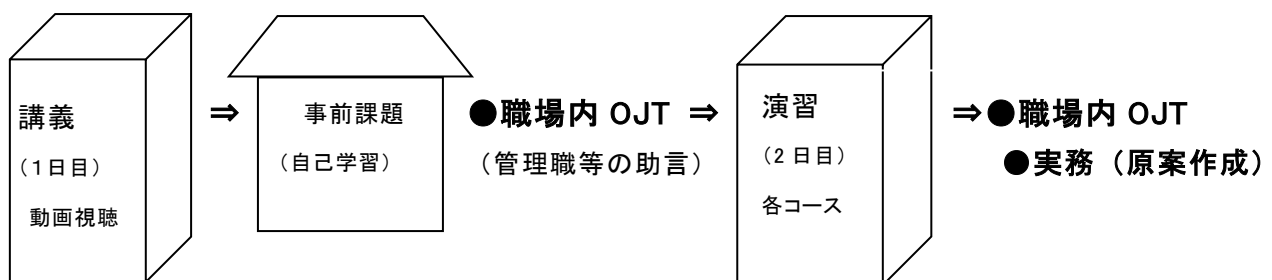 講義
（1日目）
動画視聴
⇒
事前課題
（自己学習）
●職場内 OJT ⇒
（管理職等の助言）
演習
（2日目）
各コース
⇒●職場内 OJT
●実務（原案作成）